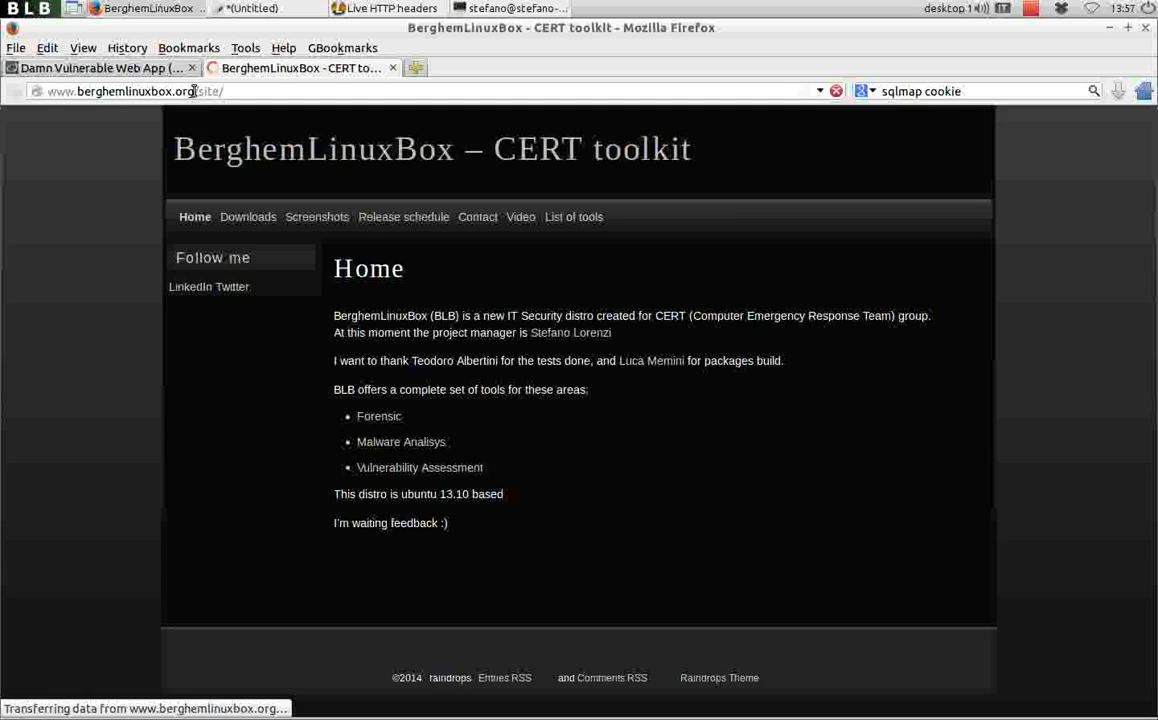 BLB BerghemLinuxBox ... *(Untitled) Live HTTP headers stefano@stefano-... desktop 1 IT 13:57
BerghemLinuxBox - CERT toolkit - Mozilla Firefox
File Edit View History Bookmarks Tools Help GBookmarks
Damn Vulnerable Web App (... BerghemLinuxBox - CERT to...
www.berghemlinuxbox.org/site/ sqlmap cookie
BerghemLinuxBox – CERT toolkit
Home Downloads Screenshots Release schedule Contact Video List of tools
Follow me
LinkedIn Twitter
Home
BerghemLinuxBox (BLB) is a new IT Security distro created for CERT (Computer Emergency Response Team) group.
At this moment the project manager is Stefano Lorenzi
I want to thank Teodoro Albertini for the tests done, and Luca Memini for packages build.
BLB offers a complete set of tools for these areas:
• Forensic
• Malware Analisys
• Vulnerability Assessment
This distro is ubuntu 13.10 based
I'm waiting feedback :)
©2014 raindrops Entries RSS and Comments RSS Raindrops Theme
Transferring data from www.berghemlinuxbox.org...